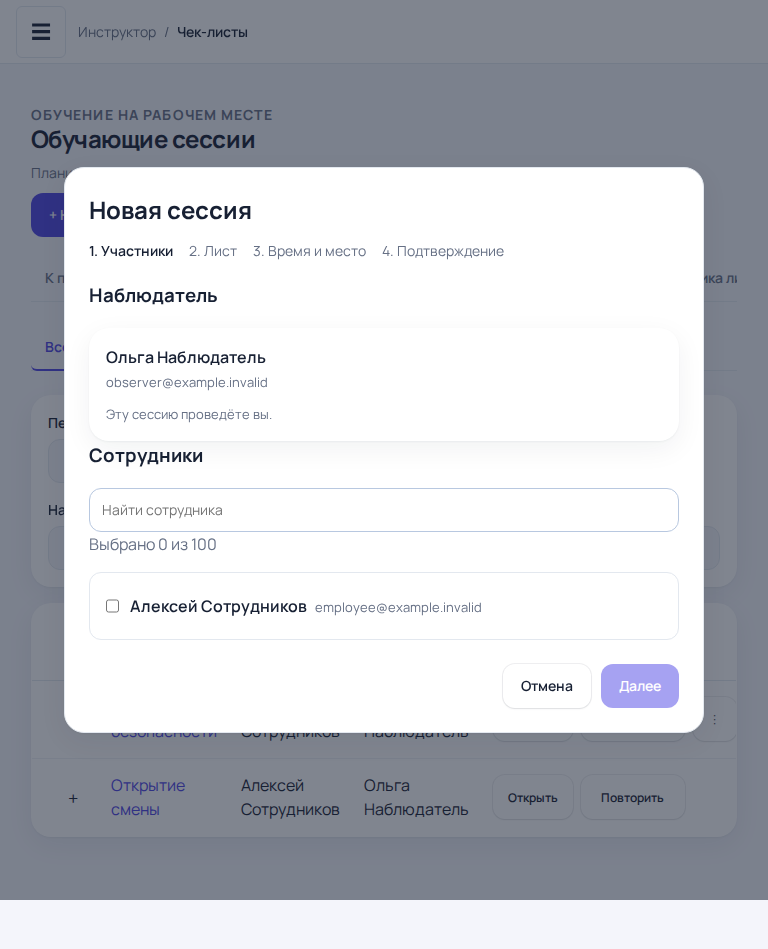 Инструктор / Чек-листы
ОБУЧЕНИЕ НА РАБОЧЕМ МЕСТЕ
Обучающие сессии
Новая сессия
1. Участники 2. Лист 3. Время и место 4. Подтверждение
Наблюдатель
Ольга Наблюдатель
observer@example.invalid
Эту сессию проведёте вы.
Сотрудники
Найти сотрудника
Выбрано 0 из 100
Алексей Сотрудников employee@example.invalid
Отмена Далее
безопасности Сотрудников Наблюдатель
+ Открытие смены Алексей Сотрудников Ольга Наблюдатель Открыть Повторить